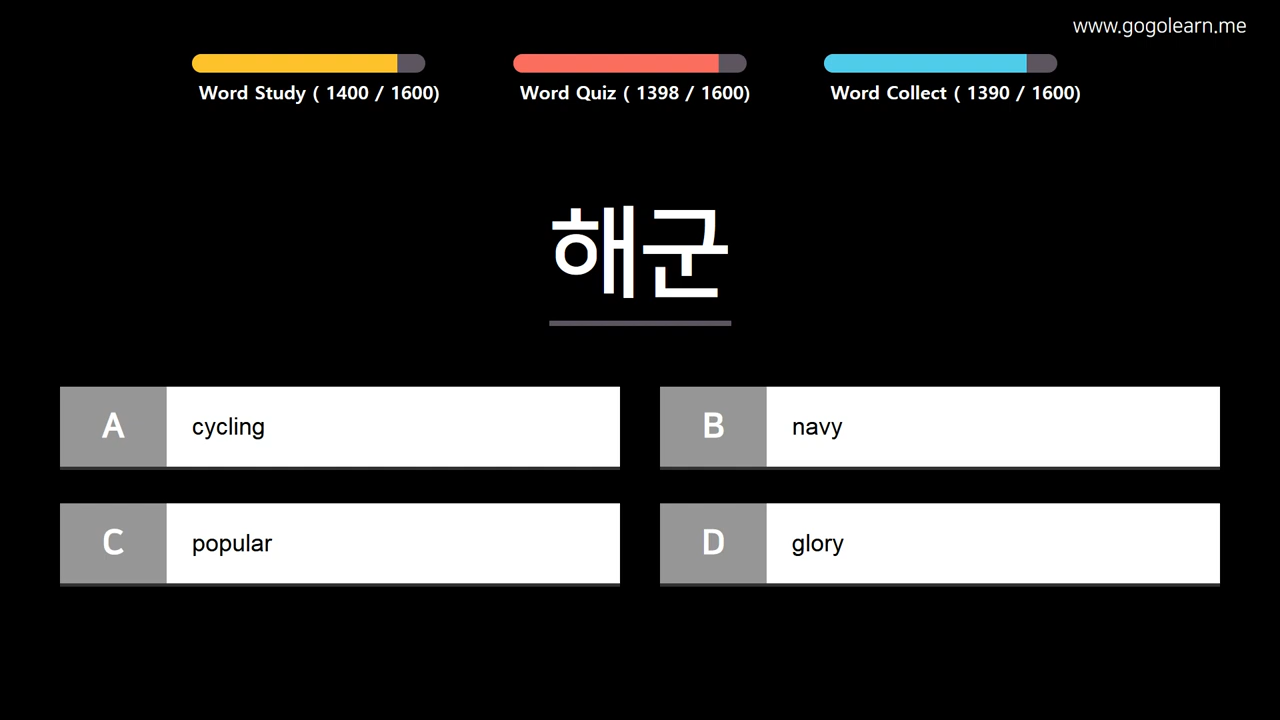 www.gogolearn.me
Word Study ( 1400 / 1600)
Word Quiz ( 1398 / 1600)
Word Collect ( 1390 / 1600)
해군
A cycling
B navy
C popular
D glory